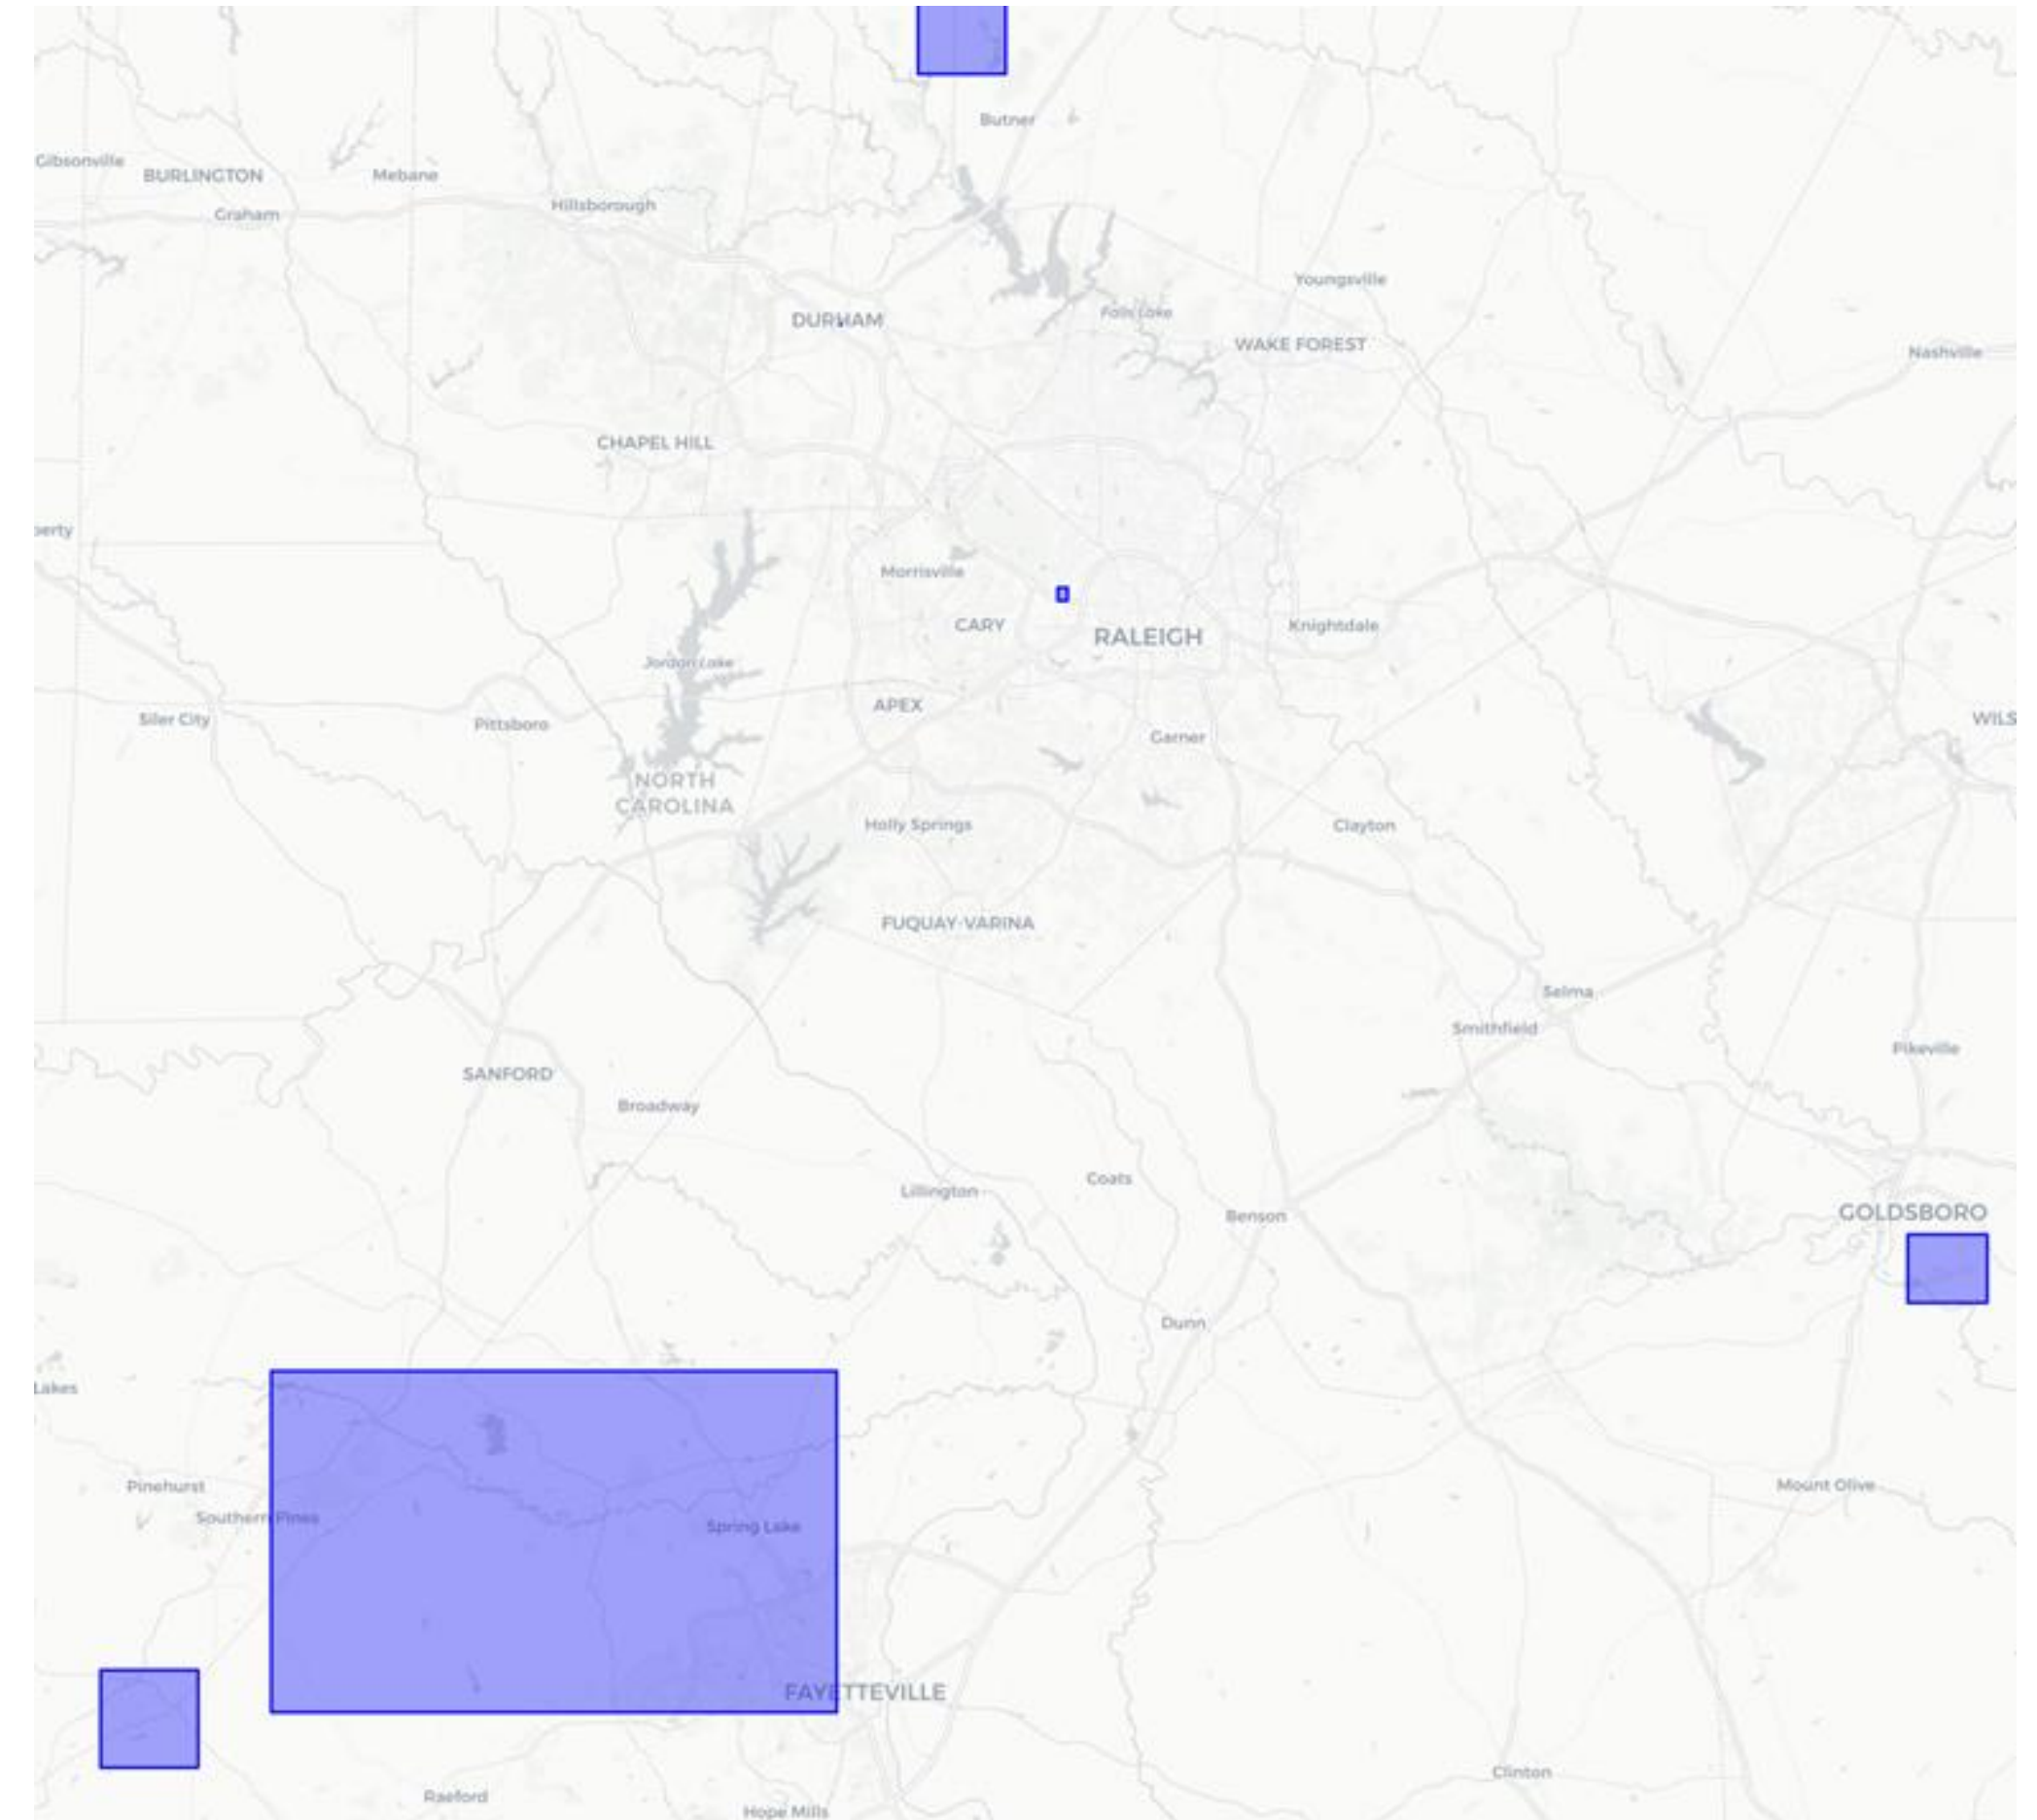 Butner
Gibsonville
BURLINGTON
Mebane
Graham
Hillsborough
Youngsville
Falls Lake
DURHAM
WAKE FOREST
Nashville
CHAPEL HILL
berty
Morrisville
CARY
RALEIGH
Knightdale
Jordan Lake
APEX
Siler City
Pittsboro
WILS
Garner
NORTH
CAROLINA
Holly Springs
Clayton
FUQUAY-VARINA
Selma
Smithfield
Pikeville
SANFORD
Broadway
Coats
Lillington
Benson
GOLDSBORO
Dunn
Lakes
Pinehurst
Mount Olive
Southern Pines
Spring Lake
FAYETTEVILLE
Clinton
Raeford
Hope Mills